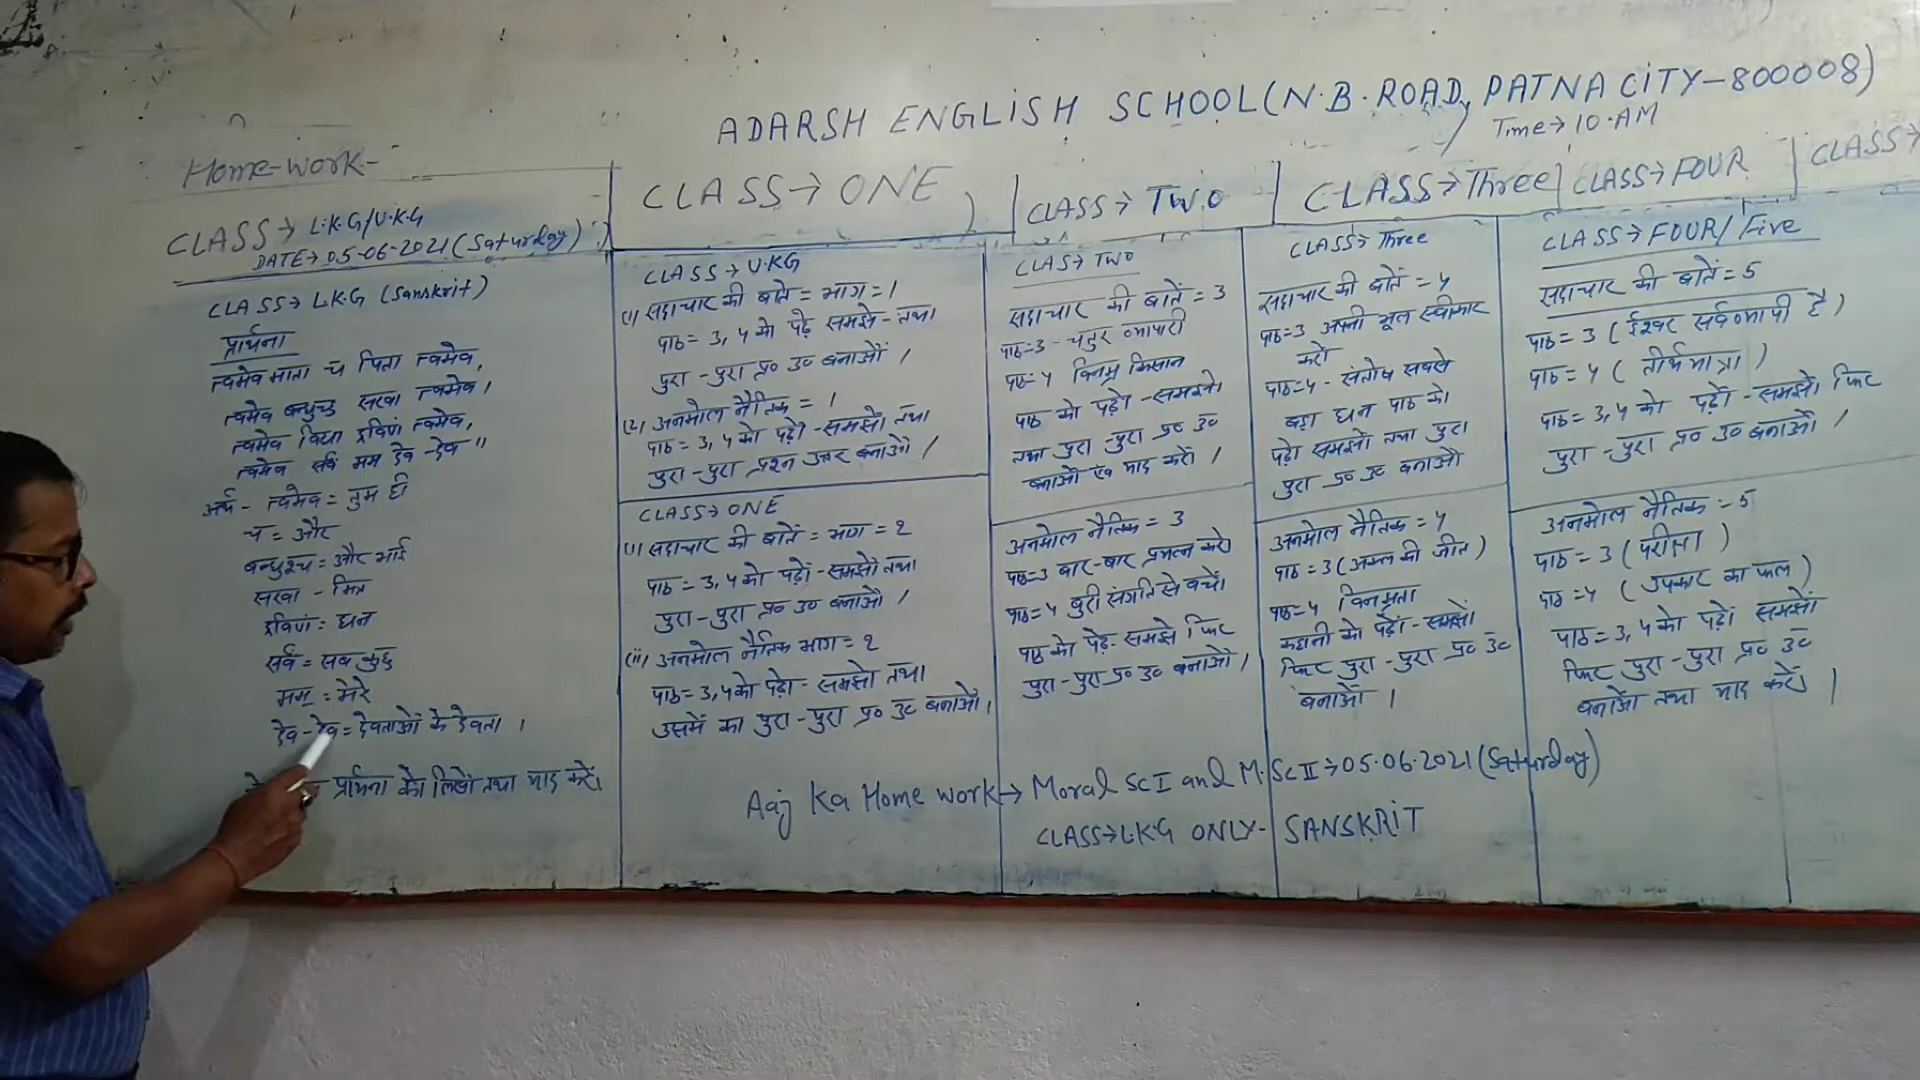 ADARSH ENGLISH SCHOOL(N.B.ROAD, PATNA CITY-800008)
Time→10.AM
Home-work-
CLASS→L.K.G/U.K.G
DATE→05-06-2021(Saturday)
CLASS→ONE
CLASS→TWO
CLASS→Three
CLASS→FOUR
CLASS→
CLASS→L.K.G (Sanskrit)
प्रार्थना
त्वमेव माता च पिता त्वमेव,
त्वमेव बन्धुश्च सखा त्वमेव।
त्वमेव विद्या द्रविणं त्वमेव,
त्वमेव सर्वं मम देव-देव॥
अर्थ- त्वमेव = तुम ही
च = और
बन्धुश्च = और भाई
सखा - मित्र
द्रविणं = धन
सर्वं = सब कुछ
मम = मेरे
देव-देव = देवताओं के देवता ।
प्रार्थना को लिखों तथा याद करें।
CLASS→U.KG
(i) सदाचार की बातें = भाग = 1
पाठ = 3, 4 को पढ़े समझे - तथा
पुरा-पुरा प्र० उ० बनाओं ।
(ii) अनमोल नैतिक = 1
पाठ = 3, 4 को पढ़ों - समझों तथा
पुरा-पुरा प्रश्न उत्तर बनाओं ।
CLASS→ONE
(i) सदाचार की बातें = भाग = 2
पाठ = 3, 4 को पढ़ों - समझों तथा
पुरा-पुरा प्र० उ० बनाओं ।
(ii) अनमोल नैतिक भाग = 2
पाठ = 3, 4 को पढ़ो - समझो तथा
उसमें का पुरा-पुरा प्र० उ० बनाओं।
CLAS→TWO
सदाचार की बातें = 3
पाठ=3 - चतुर व्यापारी
पाठ=4 विनम्र किसान
पाठ को पढ़ों - समझो
तथा पुरा-पुरा प्र० उ०
बनाओं एवं याद करों ।
अनमोल नैतिक = 3
पाठ=3 बार-बार प्रयत्न करो
पाठ=4 बुरी संगति से बचें।
पाठ को पढ़े- समझे फिर
पुरा-पुरा प्र० उ० बनाओं।
CLASS→Three
सदाचार की बातें = 4
पाठ=3 अपनी भूल स्वीकार
करो
पाठ=4 - संतोष सबसे
बड़ा धन पाठ को
पढ़ो समझो तथा पुरा
पुरा प्र० उ० बनाओ
अनमोल नैतिक = 4
पाठ = 3 (अक्ल की जीत)
पाठ=4 विनम्रता
कहानी को पढ़ों - समझों
फिर पुरा-पुरा प्र० उ०
बनाओं ।
CLASS→FOUR/Five
सदाचार की बातें = 5
पाठ = 3 (ईश्वर सर्वव्यापी है)
पाठ = 4 (तीर्थयात्रा)
पाठ = 3, 4 को पढ़ों - समझो फिर
पुरा-पुरा प्र० उ० बनाओं ।
अनमोल नैतिक = 5
पाठ = 3 (परीक्षा)
पाठ = 4 (उपकार का फल)
पाठ = 3, 4 को पढ़ों समझों
फिर पुरा-पुरा प्र० उ०
बनाओं तथा याद करें।
Aaj Ka Home work→ Moral Sc I and M.Sc II→05.06.2021(Saturday)
CLASS→L.K.G ONLY- SANSKRIT